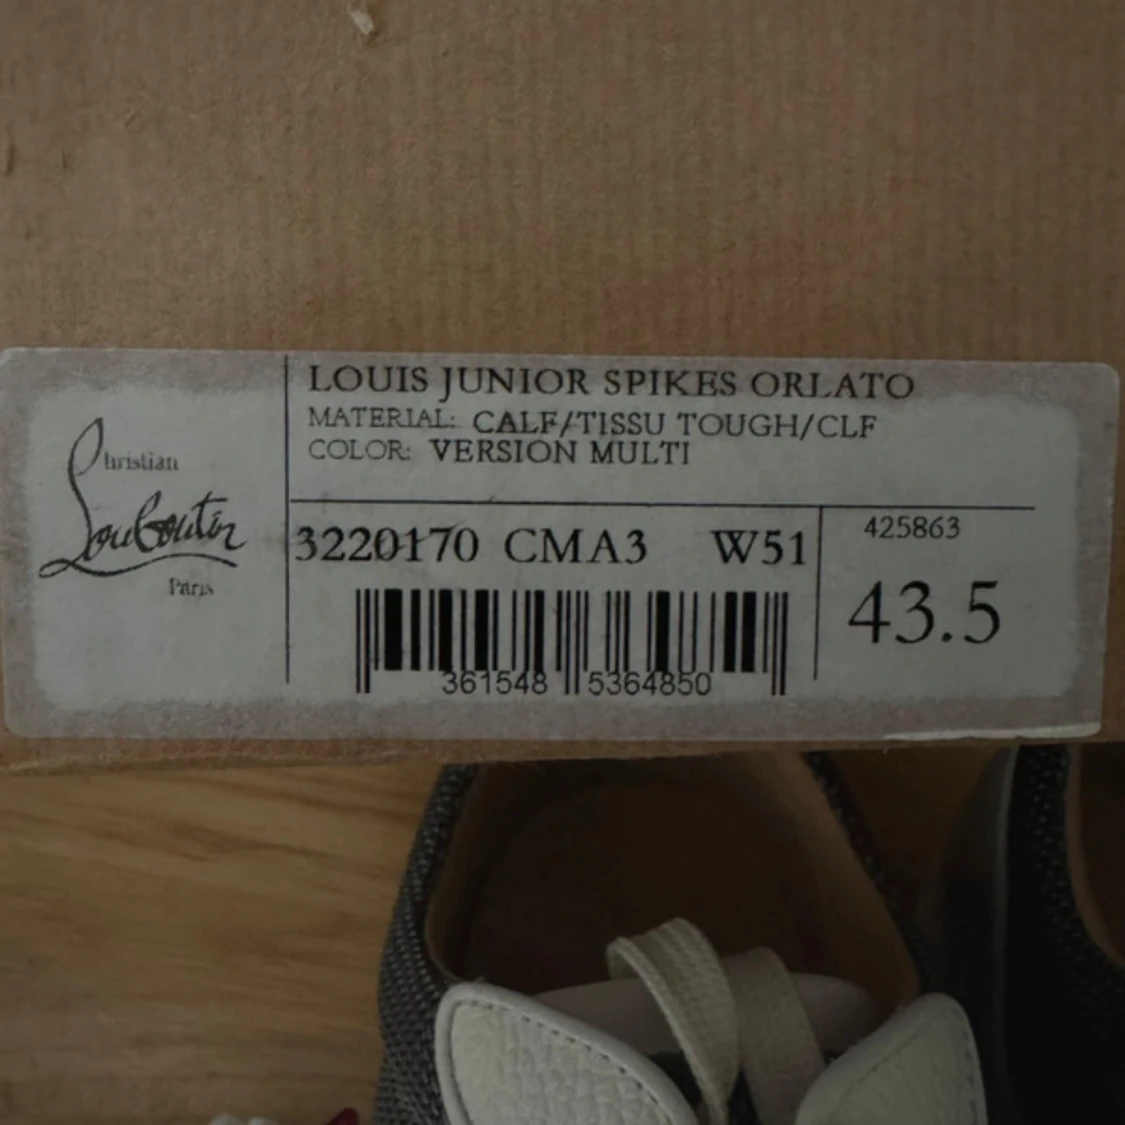 Christian
Louboutin
Paris
LOUIS JUNIOR SPIKES ORLATO
MATERIAL: CALF/TISSU TOUGH/CLF
COLOR: VERSION MULTI
3220170 CMA3 W51
361548 5364850
425863
43.5